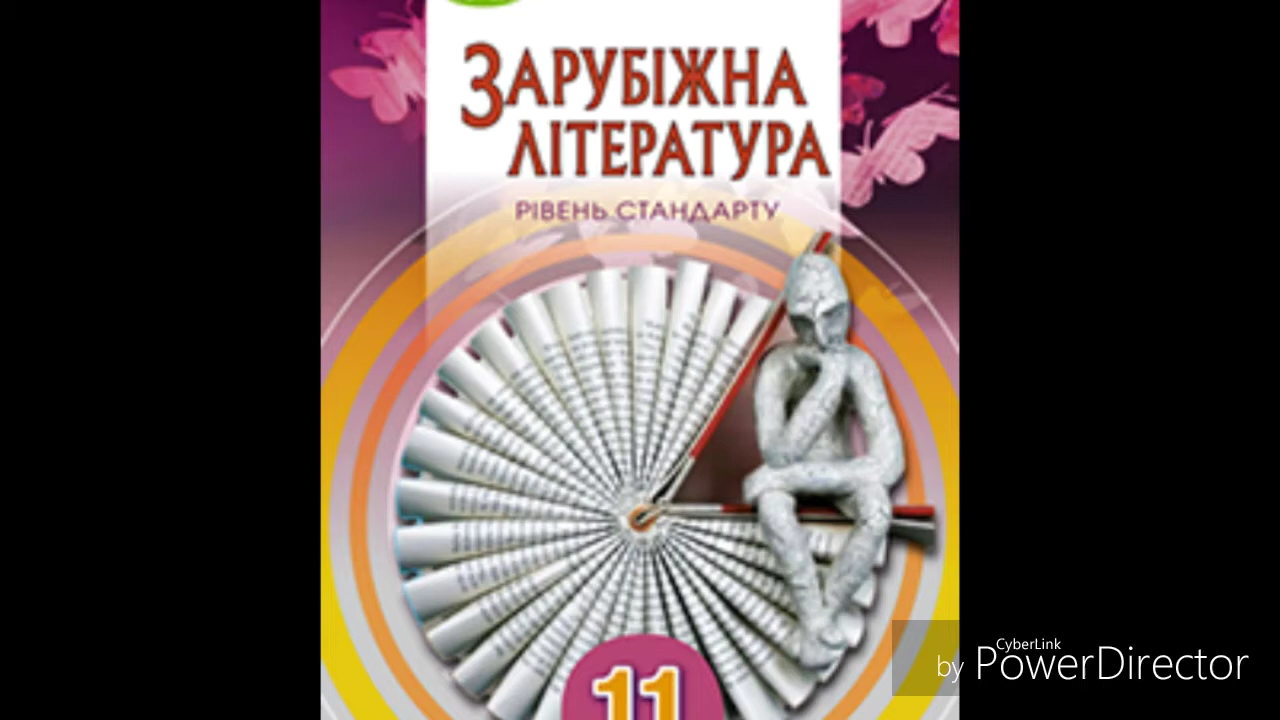 ЗАРУБІЖНА
ЛІТЕРАТУРА
РІВЕНЬ СТАНДАРТУ
11
CyberLink
by PowerDirector